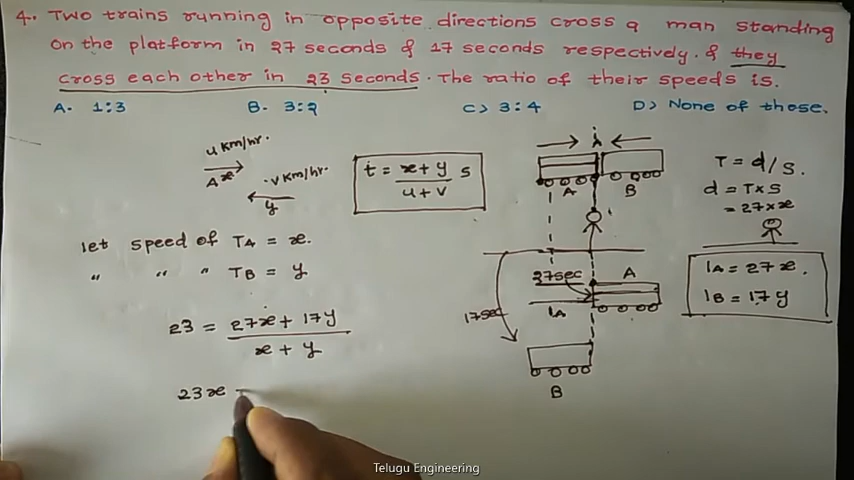 4. Two trains running in opposite directions cross a man standing
on the platform in 27 seconds & 17 seconds respectively. & they
cross each other in 23 seconds. The ratio of their speeds is.
A. 1:3 B. 3:2 C) 3:4 D) None of those.
u km/hr.
A x
v km/hr.
y
t = x+y / u+v s
A B
T = d/s.
d = T×s
= 27×x
let speed of TA = x.
" " " TB = y
27sec A
lA
17sec
B
lA = 27x.
lB = 17y
23 = 27x + 17y / x + y
23x
Telugu Engineering